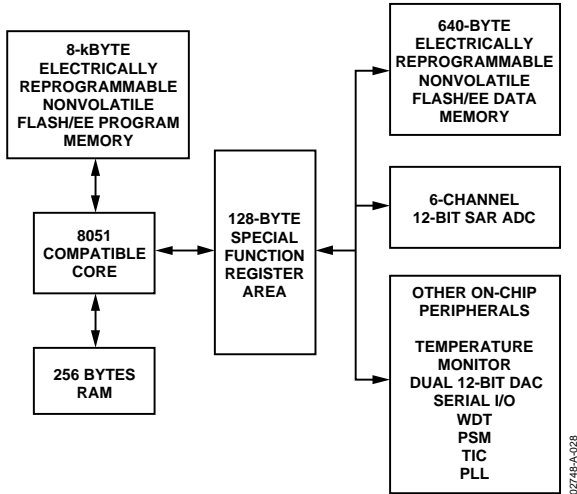 8-kBYTE
ELECTRICALLY
REPROGRAMMABLE
NONVOLATILE
FLASH/EE PROGRAM
MEMORY
8051
COMPATIBLE
CORE
256 BYTES
RAM
128-BYTE
SPECIAL
FUNCTION
REGISTER
AREA
640-BYTE
ELECTRICALLY
REPROGRAMMABLE
NONVOLATILE
FLASH/EE DATA
MEMORY
6-CHANNEL
12-BIT SAR ADC
OTHER ON-CHIP
PERIPHERALS
TEMPERATURE
MONITOR
DUAL 12-BIT DAC
SERIAL I/O
WDT
PSM
TIC
PLL
02748-A-028